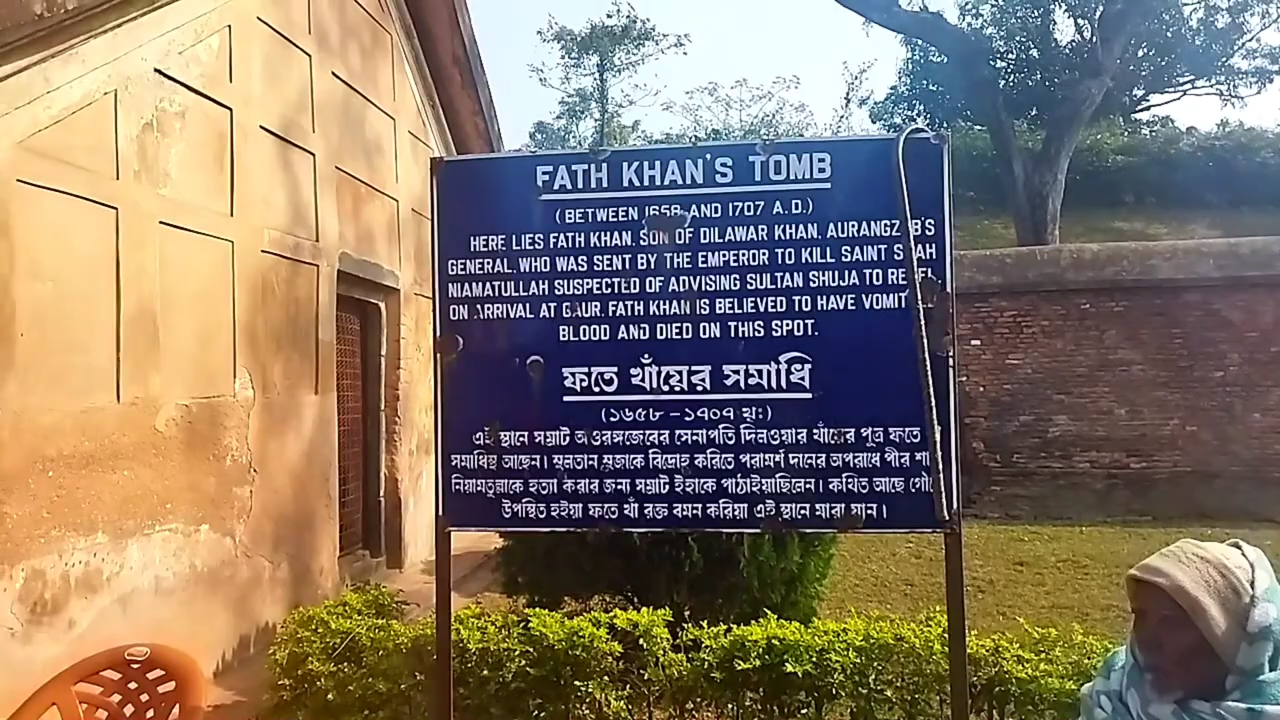 FATH KHAN'S TOMB
(BETWEEN 1658 AND 1707 A.D.)
HERE LIES FATH KHAN, SON OF DILAWAR KHAN, AURANGZ B'S
GENERAL, WHO WAS SENT BY THE EMPEROR TO KILL SAINT S AH
NIAMATULLAH SUSPECTED OF ADVISING SULTAN SHUJA TO
ON ARRIVAL AT GAUR. FATH KHAN IS BELIEVED TO HAVE VOMIT
BLOOD AND DIED ON THIS SPOT.
ফতে খাঁয়ের সমাধি
(১৬৫৮ -১৭০৭ খৃঃ)
এই স্থানে সম্রাট অওরঙ্গজেবের সেনাপতি দিলওয়ার খাঁয়ের পুত্র ফতে
সমাধিস্থ আছেন। সুলতান সুজাকে বিদ্রোহ করিতে পরামর্শ দানের অপরাধে পীর
নিয়ামতুল্লাকে হত্যা করার জন্য সম্রাট ইহাকে পাঠাইয়াছিলেন। কথিত আছে
উপস্থিত হইয়া ফতে খাঁ রক্ত বমন করিয়া এই স্থানে মারা যান।